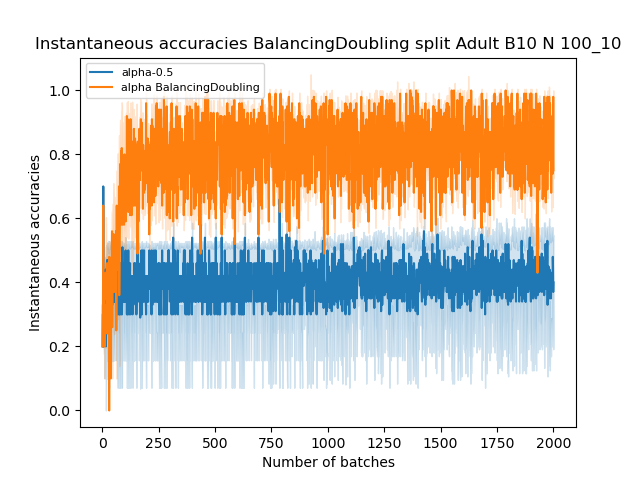 Instantaneous accuracies BalancingDoubling split Adult B10 N 100_10
alpha-0.5
alpha BalancingDoubling
1.0
0.8
0.6
0.4
0.2
0.0
Instantaneous accuracies
0 250 500 750 1000 1250 1500 1750 2000
Number of batches